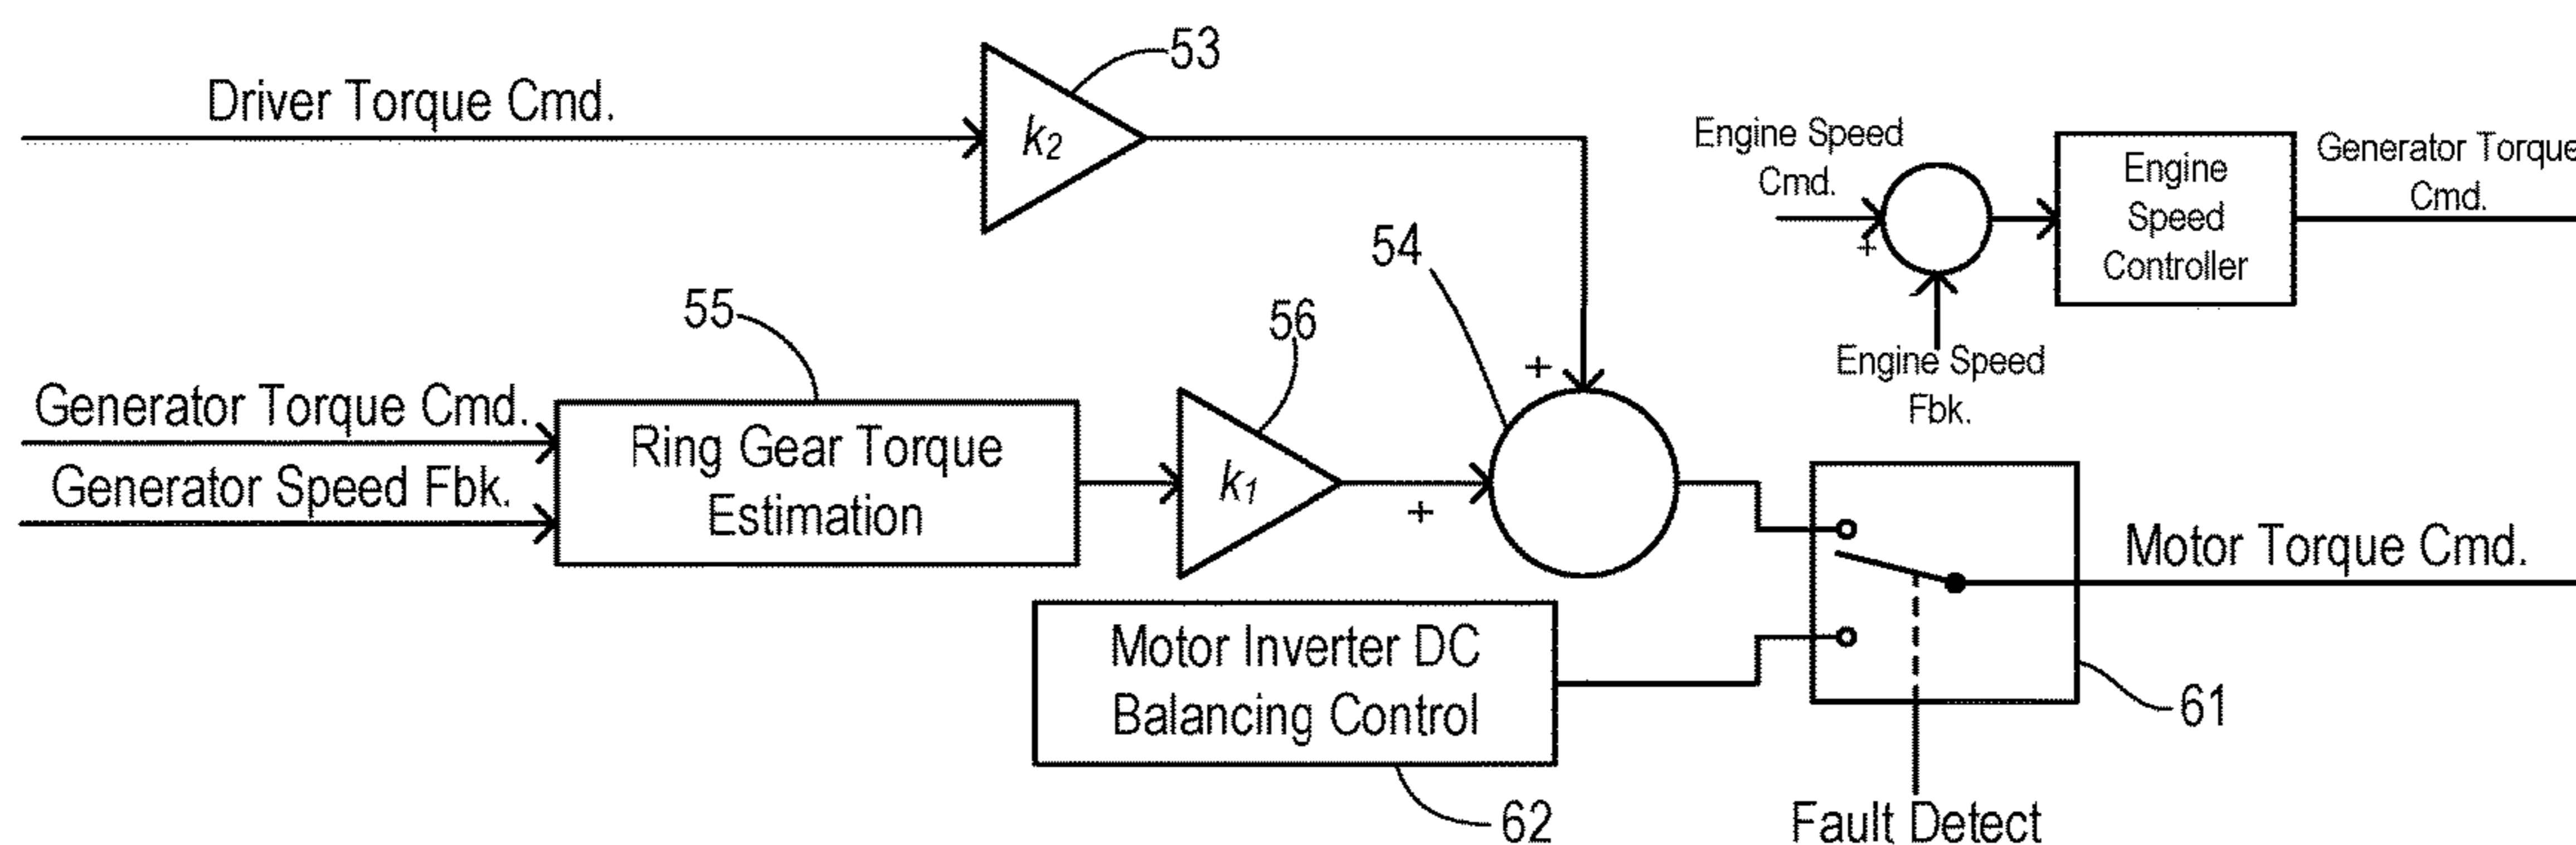 53
Driver Torque Cmd.
k2
Engine Speed
Cmd.
+
-
Engine Speed
Fbk.
Engine
Speed
Controller
Generator Torque
Cmd.
54
55
56
+
Generator Torque Cmd.
Generator Speed Fbk.
Ring Gear Torque
Estimation
k1
+
Motor Torque Cmd.
Motor Inverter DC
Balancing Control
61
62
Fault Detect